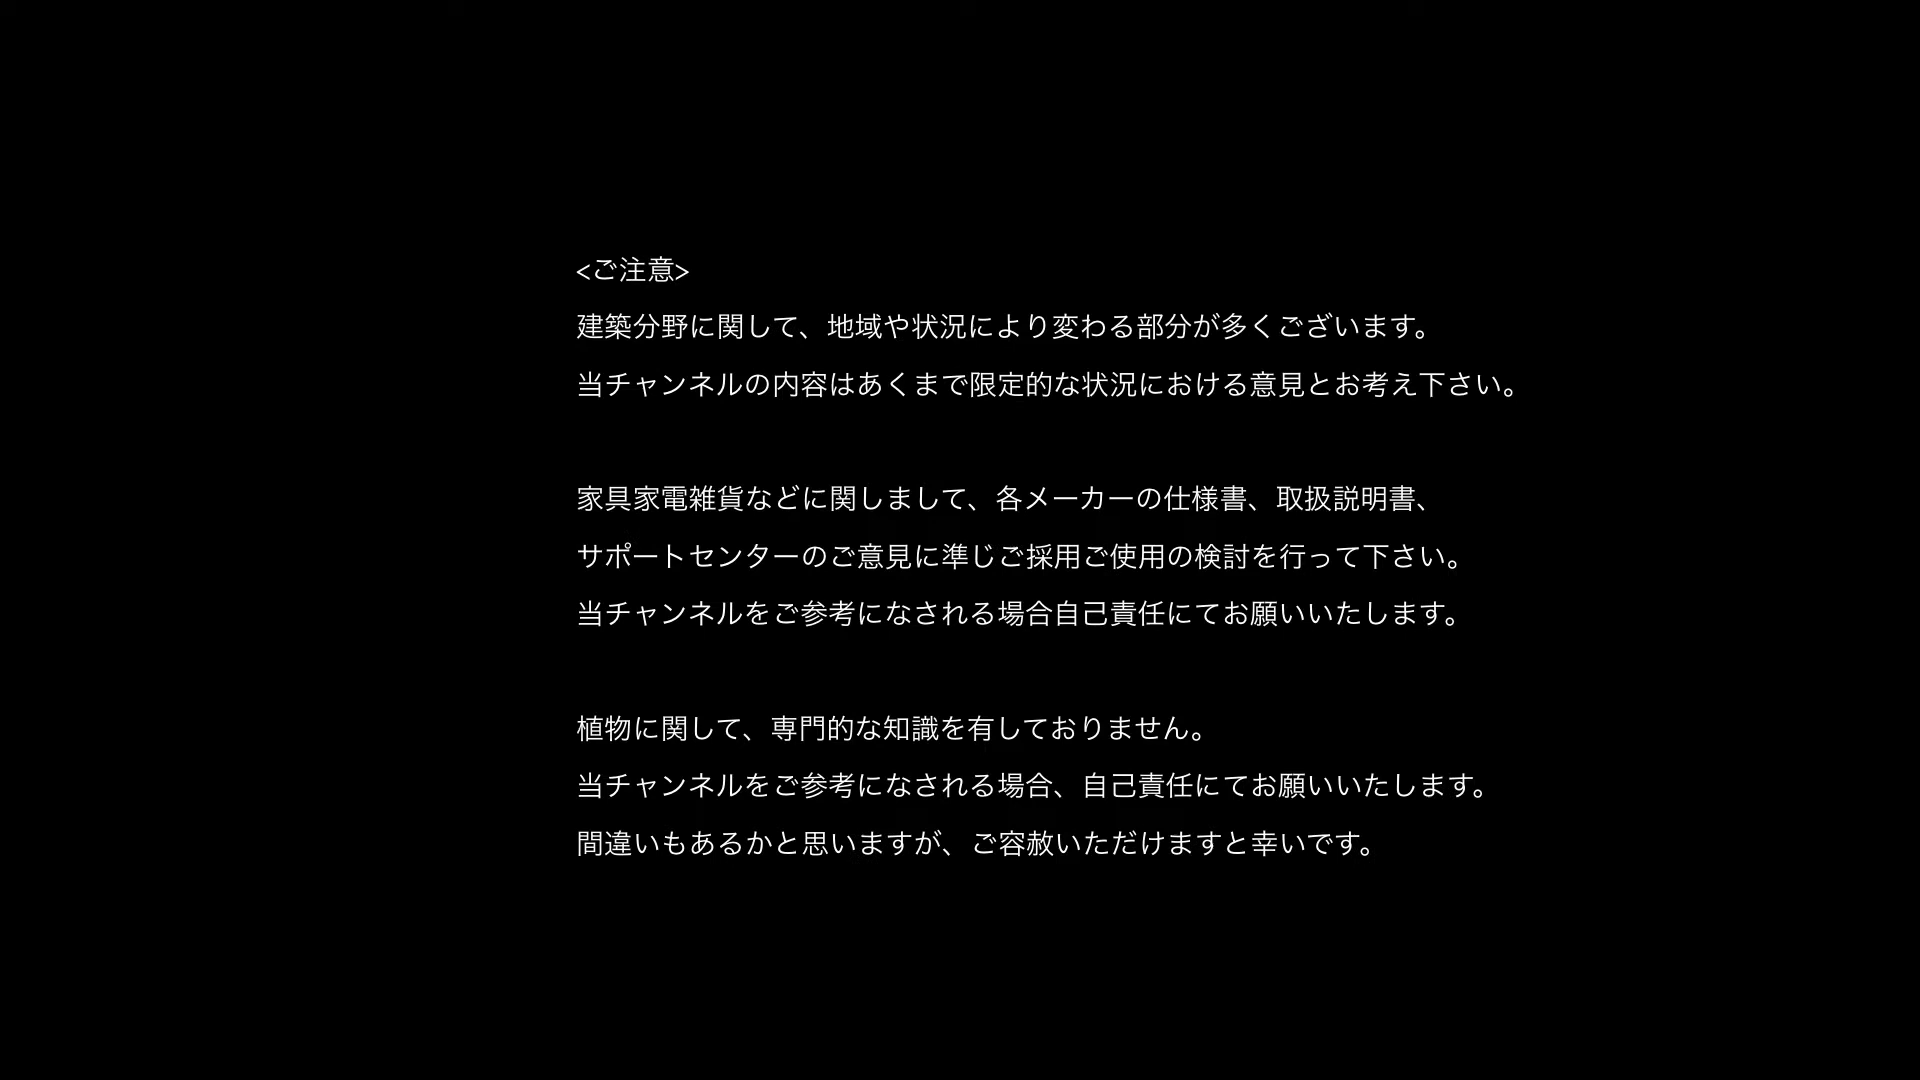 <ご注意>
建築分野に関して、地域や状況により変わる部分が多くございます。
当チャンネルの内容はあくまで限定的な状況における意見とお考え下さい。
家具家電雑貨などに関しまして、各メーカーの仕様書、取扱説明書、
サポートセンターのご意見に準じご採用ご使用の検討を行って下さい。
当チャンネルをご参考になされる場合自己責任にてお願いいたします。
植物に関して、専門的な知識を有しておりません。
当チャンネルをご参考になされる場合、自己責任にてお願いいたします。
間違いもあるかと思いますが、ご容赦いただけますと幸いです。